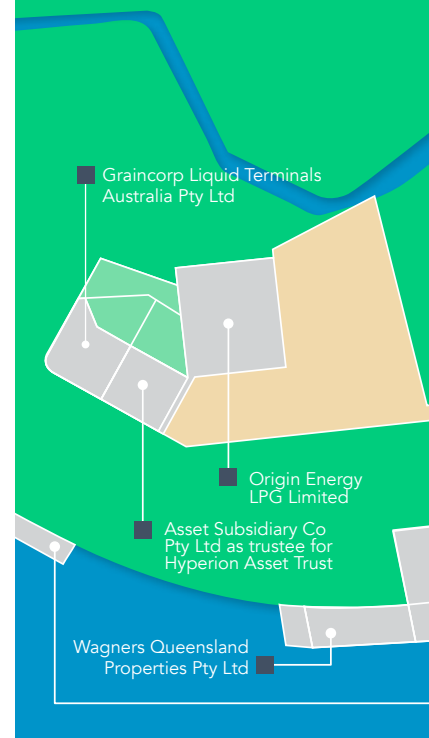 Graincorp Liquid Terminals
Australia Pty Ltd
Origin Energy
LPG Limited
Asset Subsidiary Co
Pty Ltd as trustee for
Hyperion Asset Trust
Wagners Queensland
Properties Pty Ltd